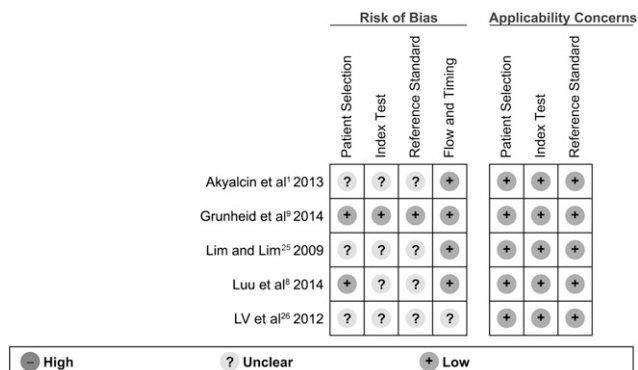 Risk of Bias Applicability Concerns
Patient Selection Index Test Reference Standard Flow and Timing Patient Selection Index Test Reference Standard
Akyalcin et al¹ 2013 ? ? ? + + + +
Grunheid et al⁹ 2014 + + + + + + +
Lim and Lim²⁵ 2009 ? ? ? + + + +
Luu et al⁸ 2014 + ? ? + + + +
LV et al²⁶ 2012 ? ? ? ? + + +
– High ? Unclear + Low